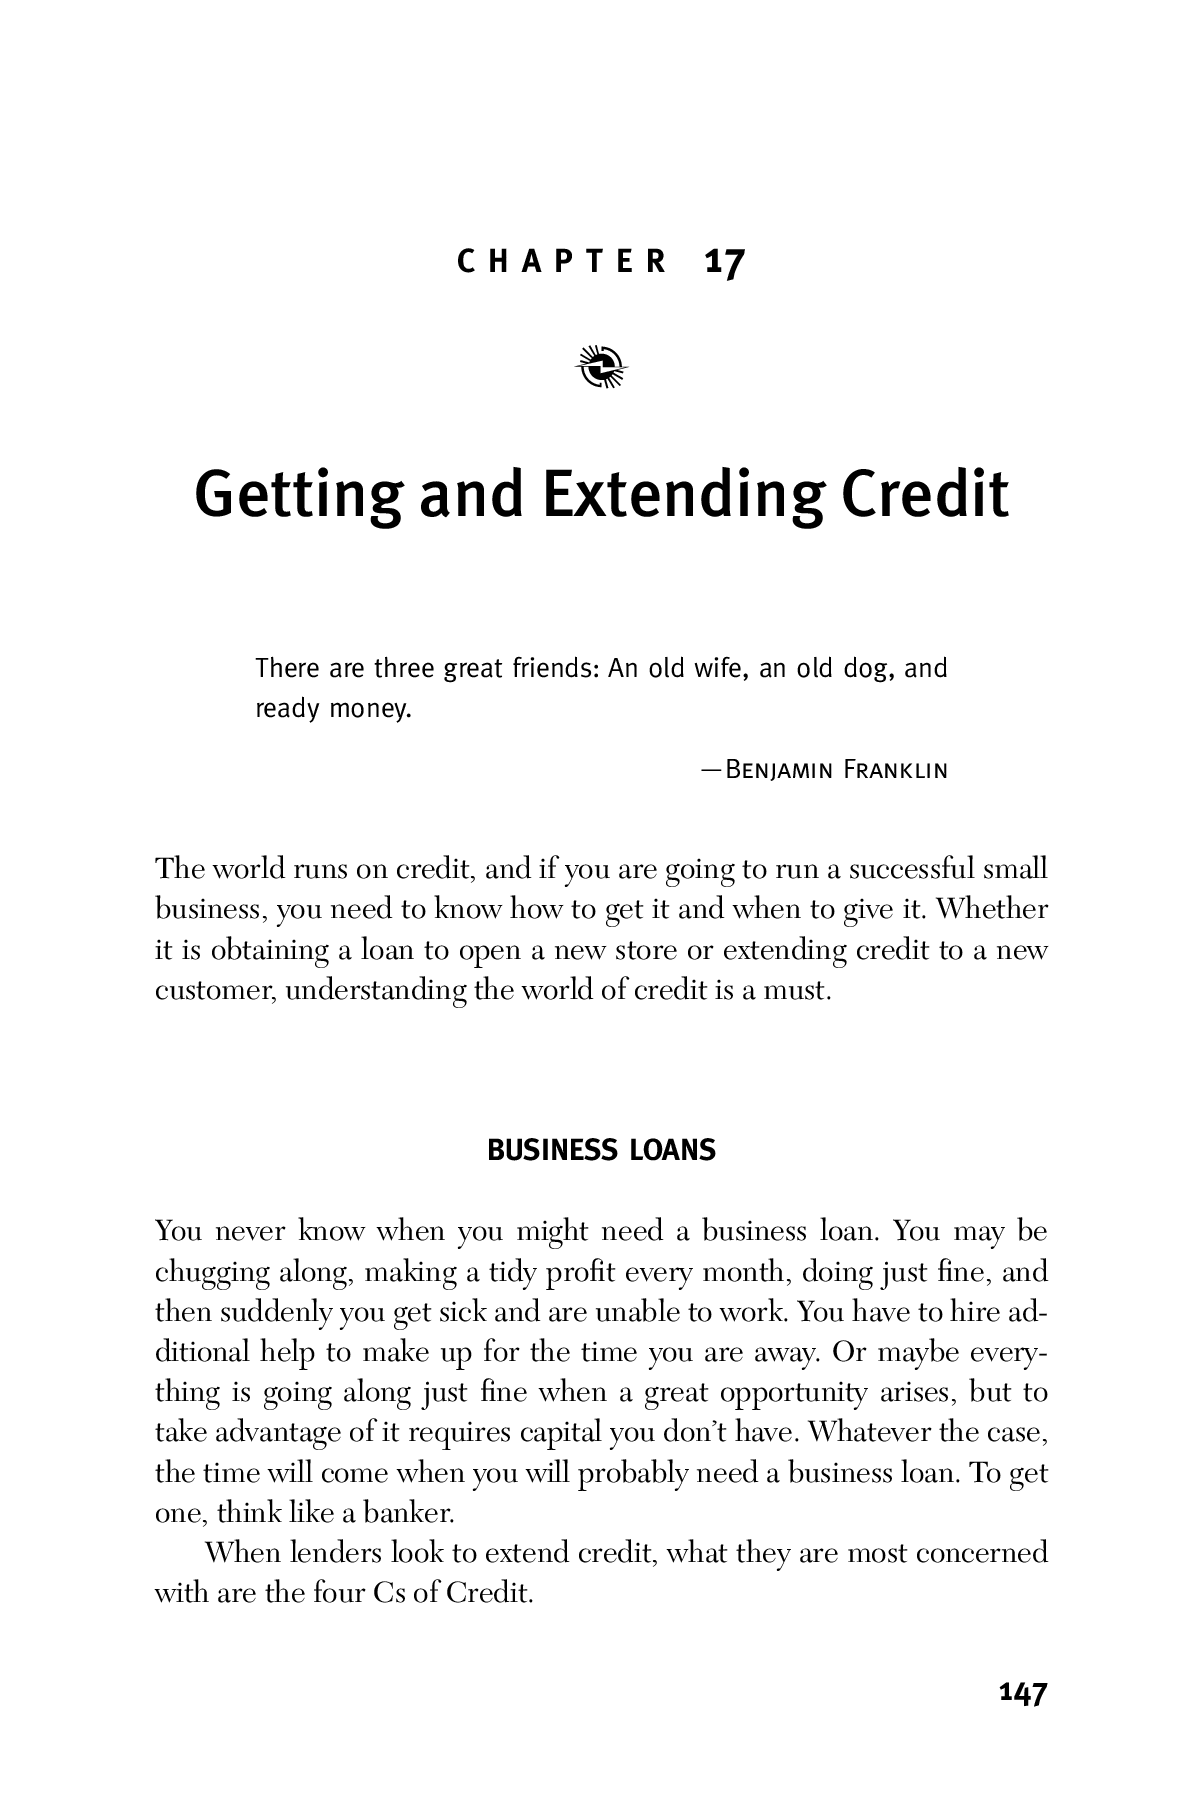 CHAPTER 17
Getting and Extending Credit
There are three great friends: An old wife, an old dog, and
ready money.
—Benjamin Franklin
The world runs on credit, and if you are going to run a successful small
business, you need to know how to get it and when to give it. Whether
it is obtaining a loan to open a new store or extending credit to a new
customer, understanding the world of credit is a must.
BUSINESS LOANS
You never know when you might need a business loan. You may be
chugging along, making a tidy profit every month, doing just fine, and
then suddenly you get sick and are unable to work. You have to hire ad-
ditional help to make up for the time you are away. Or maybe every-
thing is going along just fine when a great opportunity arises, but to
take advantage of it requires capital you don’t have. Whatever the case,
the time will come when you will probably need a business loan. To get
one, think like a banker.
When lenders look to extend credit, what they are most concerned
with are the four Cs of Credit.
147